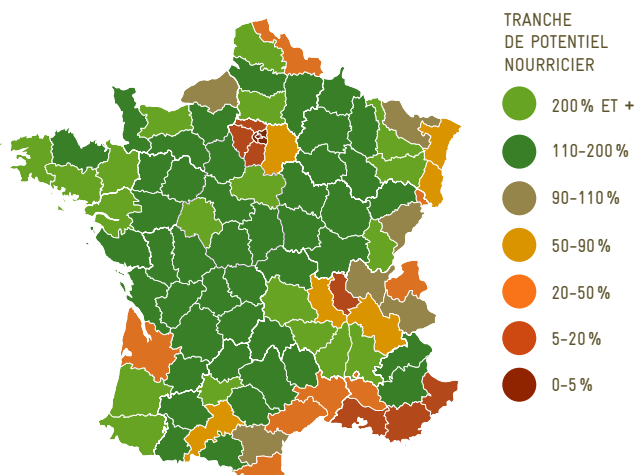 TRANCHE
DE POTENTIEL
NOURRICIER
200% ET +
110-200%
90-110%
50-90%
20-50%
5-20%
0-5%